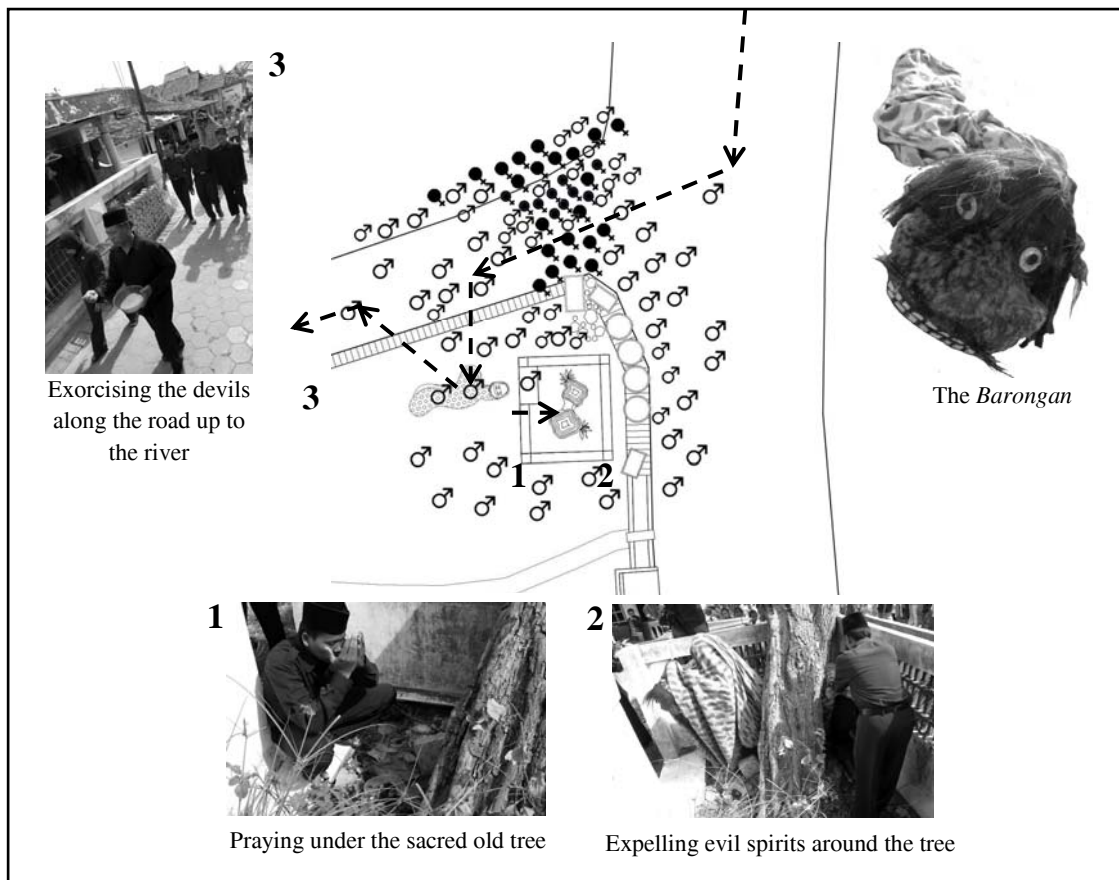 3
Exorcising the devils
along the road up to
the river
The Barongan
3
1
2
1
2
Praying under the sacred old tree
Expelling evil spirits around the tree